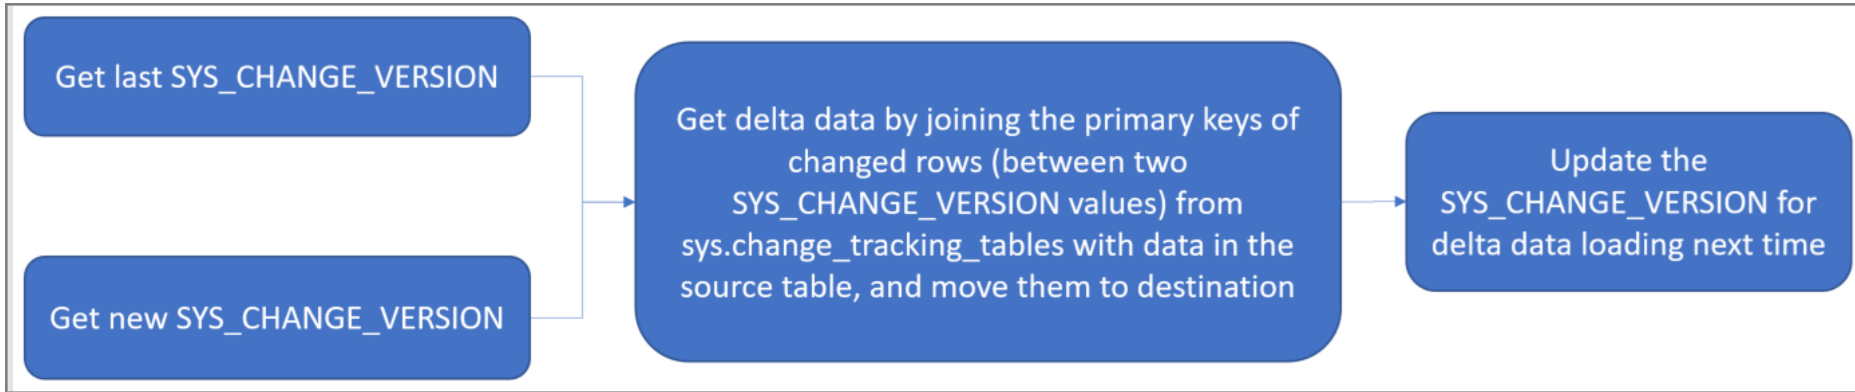 Get last SYS_CHANGE_VERSION
Get new SYS_CHANGE_VERSION
Get delta data by joining the primary keys of
changed rows (between two
SYS_CHANGE_VERSION values) from
sys.change_tracking_tables with data in the
source table, and move them to destination
Update the
SYS_CHANGE_VERSION for
delta data loading next time